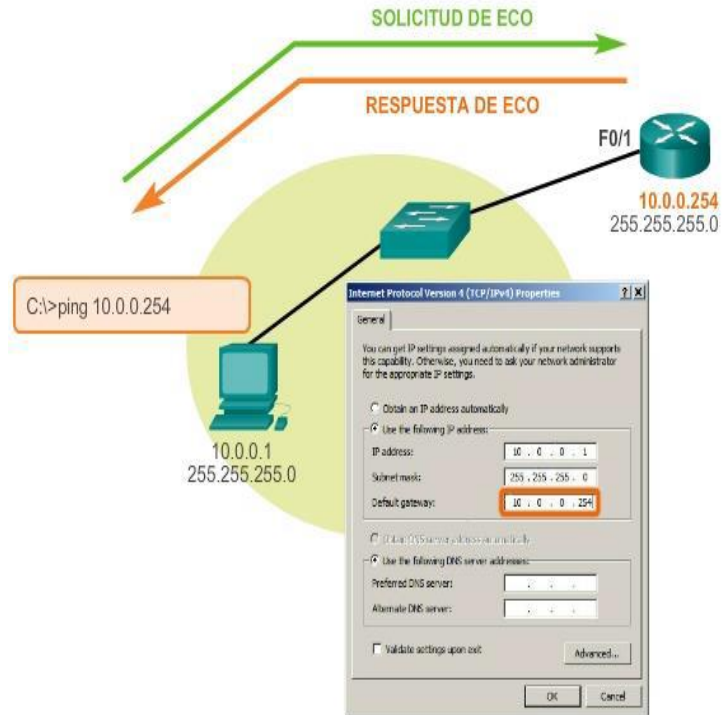 SOLICITUD DE ECO
RESPUESTA DE ECO
F0/1
10.0.0.254
255.255.255.0
C:\>ping 10.0.0.254
10.0.0.1
255.255.255.0
Internet Protocol Version 4 (TCP/IPv4) Properties
General
You can get IP settings assigned automatically if your network supports
this capability. Otherwise, you need to ask your network administrator
for the appropriate IP settings.
Obtain an IP address automatically
Use the following IP address:
IP address: 10 . 0 . 0 . 1
Subnet mask: 255 . 255 . 255 . 0
Default gateway: 10 . 0 . 0 . 254
Obtain DNS server address automatically
Use the following DNS server addresses:
Preferred DNS server: . . .
Alternate DNS server: . . .
Validate settings upon exit
Advanced...
OK Cancel